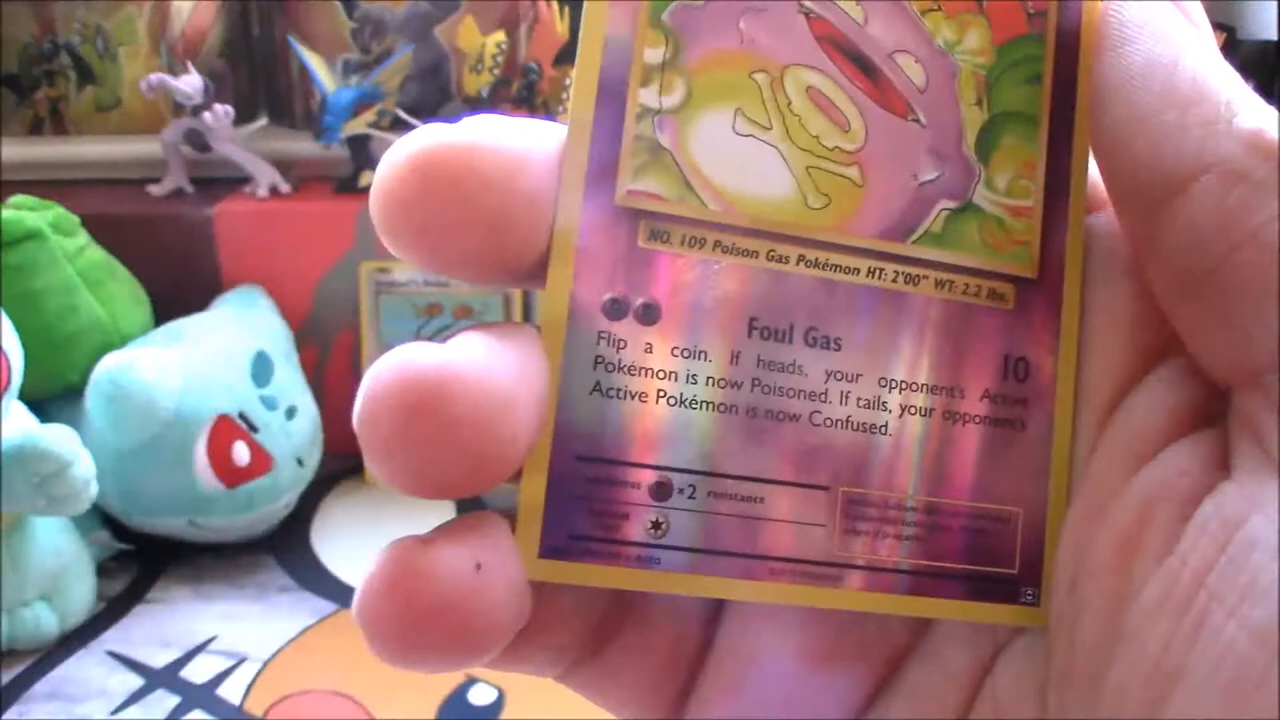 NO. 109 Poison Gas Pokémon HT: 2'00" WT: 2.2 lbs.
Foul Gas
10
Flip a coin. If heads, your opponent's Active
Pokémon is now Poisoned. If tails, your opponent's
Active Pokémon is now Confused.
weakness ×2 resistance